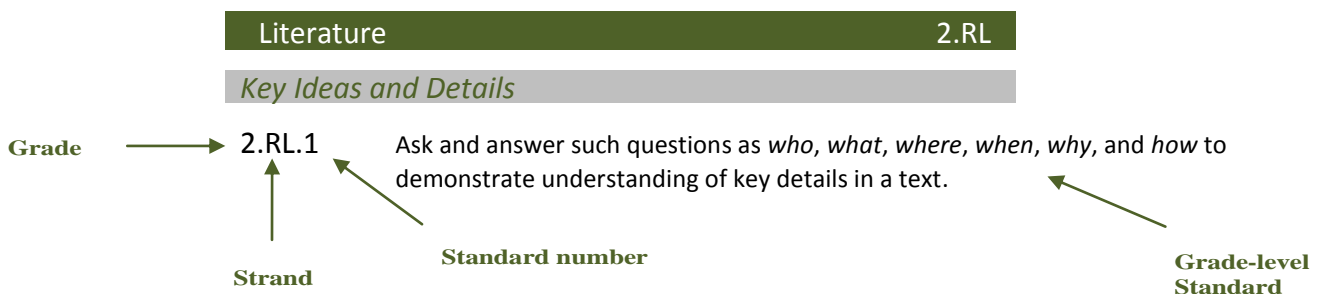 Literature 2.RL
Key Ideas and Details
Grade 2.RL.1 Ask and answer such questions as who, what, where, when, why, and how to
demonstrate understanding of key details in a text.
Standard number
Grade-level
Strand
Standard